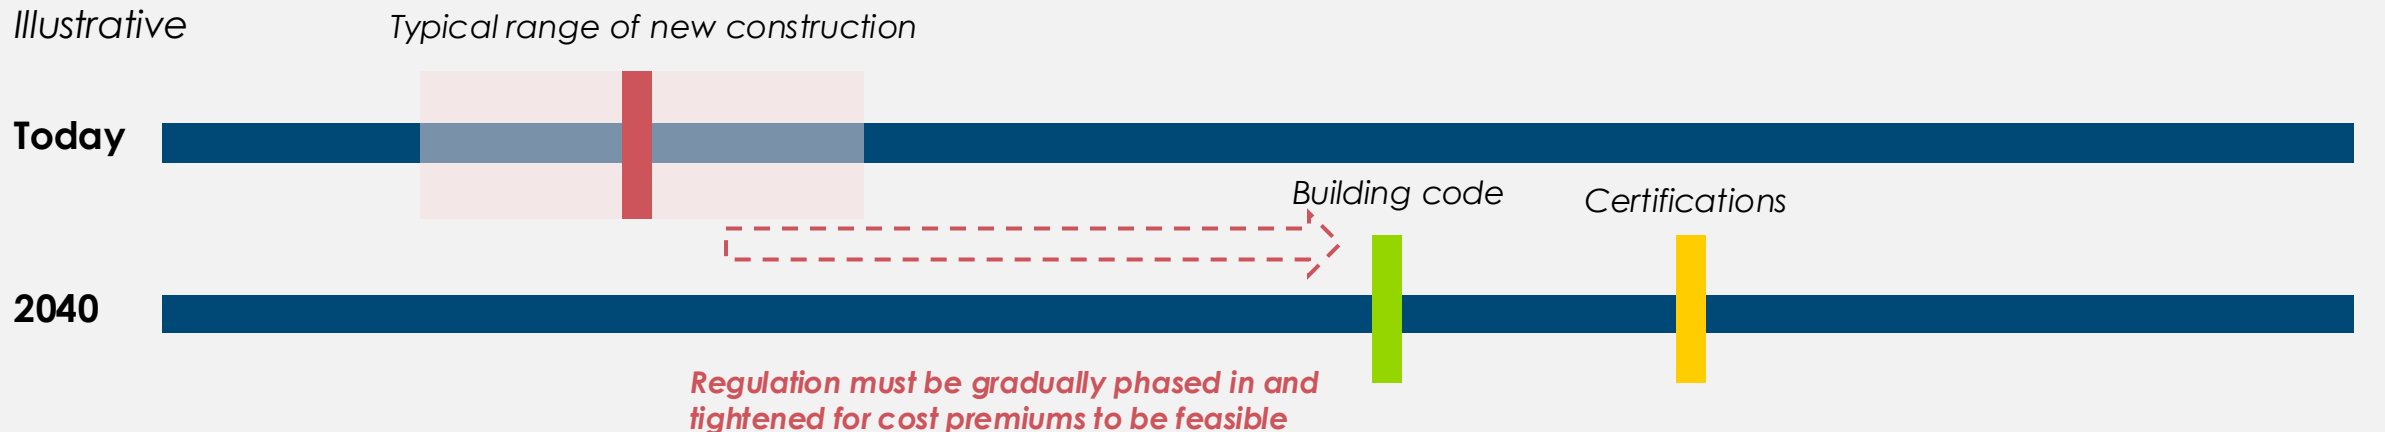 Illustrative
Typical range of new construction
Today
Building code
Certifications
2040
Regulation must be gradually phased in and
tightened for cost premiums to be feasible